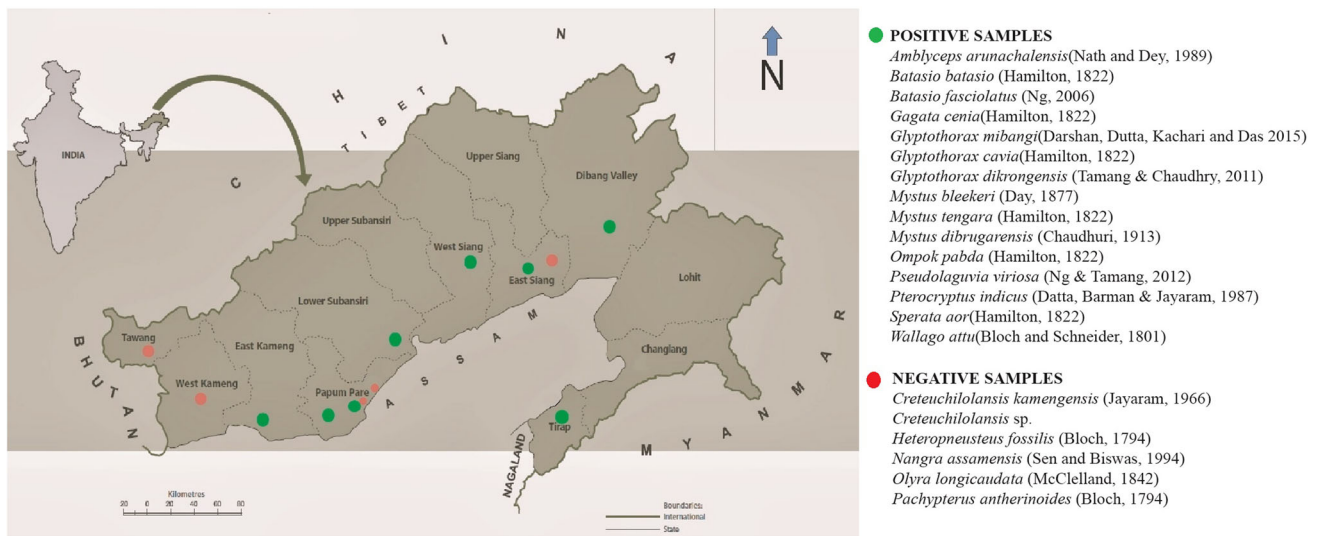 C H I N A
T I B E T
N
INDIA
Upper Siang
Dibang Valley
Upper Subansiri
West Siang
East Siang
Lohit
Lower Subansiri
Tawang
East Kameng
Changlang
West Kameng
Papum Pare
Tirap
BHUTAN
A S S A M
MYANMAR
NAGALAND
Kilometres
20 0 20 40 60 80
Boundaries:
International
State
POSITIVE SAMPLES
Amblyceps arunachalensis(Nath and Dey, 1989)
Batasio batasio (Hamilton, 1822)
Batasio fasciolatus (Ng, 2006)
Gagata cenia(Hamilton, 1822)
Glyptothorax mibangi(Darshan, Dutta, Kachari and Das 2015)
Glyptothorax cavia(Hamilton, 1822)
Glyptothorax dikrongensis (Tamang & Chaudhry, 2011)
Mystus bleekeri (Day, 1877)
Mystus tengara (Hamilton, 1822)
Mystus dibrugarensis (Chaudhuri, 1913)
Ompok pabda (Hamilton, 1822)
Pseudolaguvia viriosa (Ng & Tamang, 2012)
Pterocryptus indicus (Datta, Barman & Jayaram, 1987)
Sperata aor(Hamilton, 1822)
Wallago attu(Bloch and Schneider, 1801)
NEGATIVE SAMPLES
Creteuchilolansis kamengensis (Jayaram, 1966)
Creteuchilolansis sp.
Heteropneusteus fossilis (Bloch, 1794)
Nangra assamensis (Sen and Biswas, 1994)
Olyra longicaudata (McClelland, 1842)
Pachypterus antherinoides (Bloch, 1794)